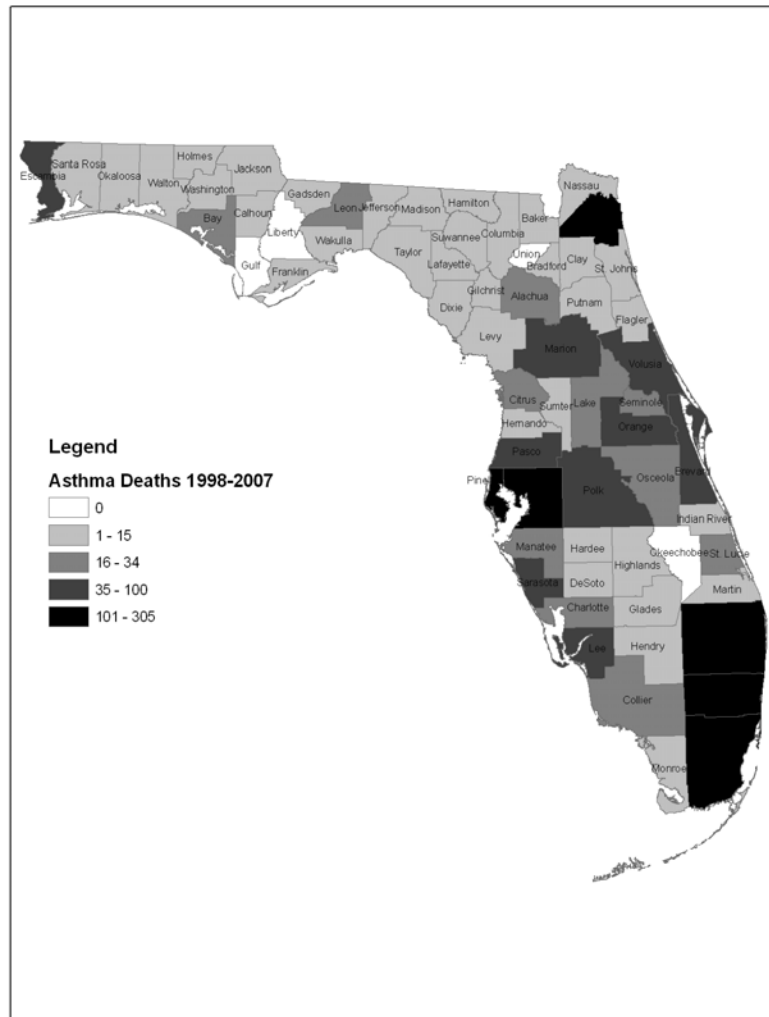 Holmes
Santa Rosa
Jackson
Escambia
Okaloosa
Walton
Washington
Nassau
Gadsden
Hamilton
Madison
Jefferson
Leon
Baker
Bay
Calhoun
Suwannee
Columbia
Liberty
Wakulla
Union
Taylor
Lafayette
Bradford
Clay
St. Johns
Gulf
Franklin
Gilchrist
Alachua
Putnam
Dixie
Flagler
Levy
Marion
Volusia
Citrus
Sumter
Lake
Seminole
Hernando
Orange
Legend
Pasco
Asthma Deaths 1998-2007
Pinel
Polk
Osceola
Brevard
0
1 - 15
Indian River
16 - 34
Manatee
Hardee
Okeechobee
St. Lucie
Highlands
35 - 100
Sarasota
DeSoto
Martin
Charlotte
Glades
101 - 305
Lee
Hendry
Collier
Monroe